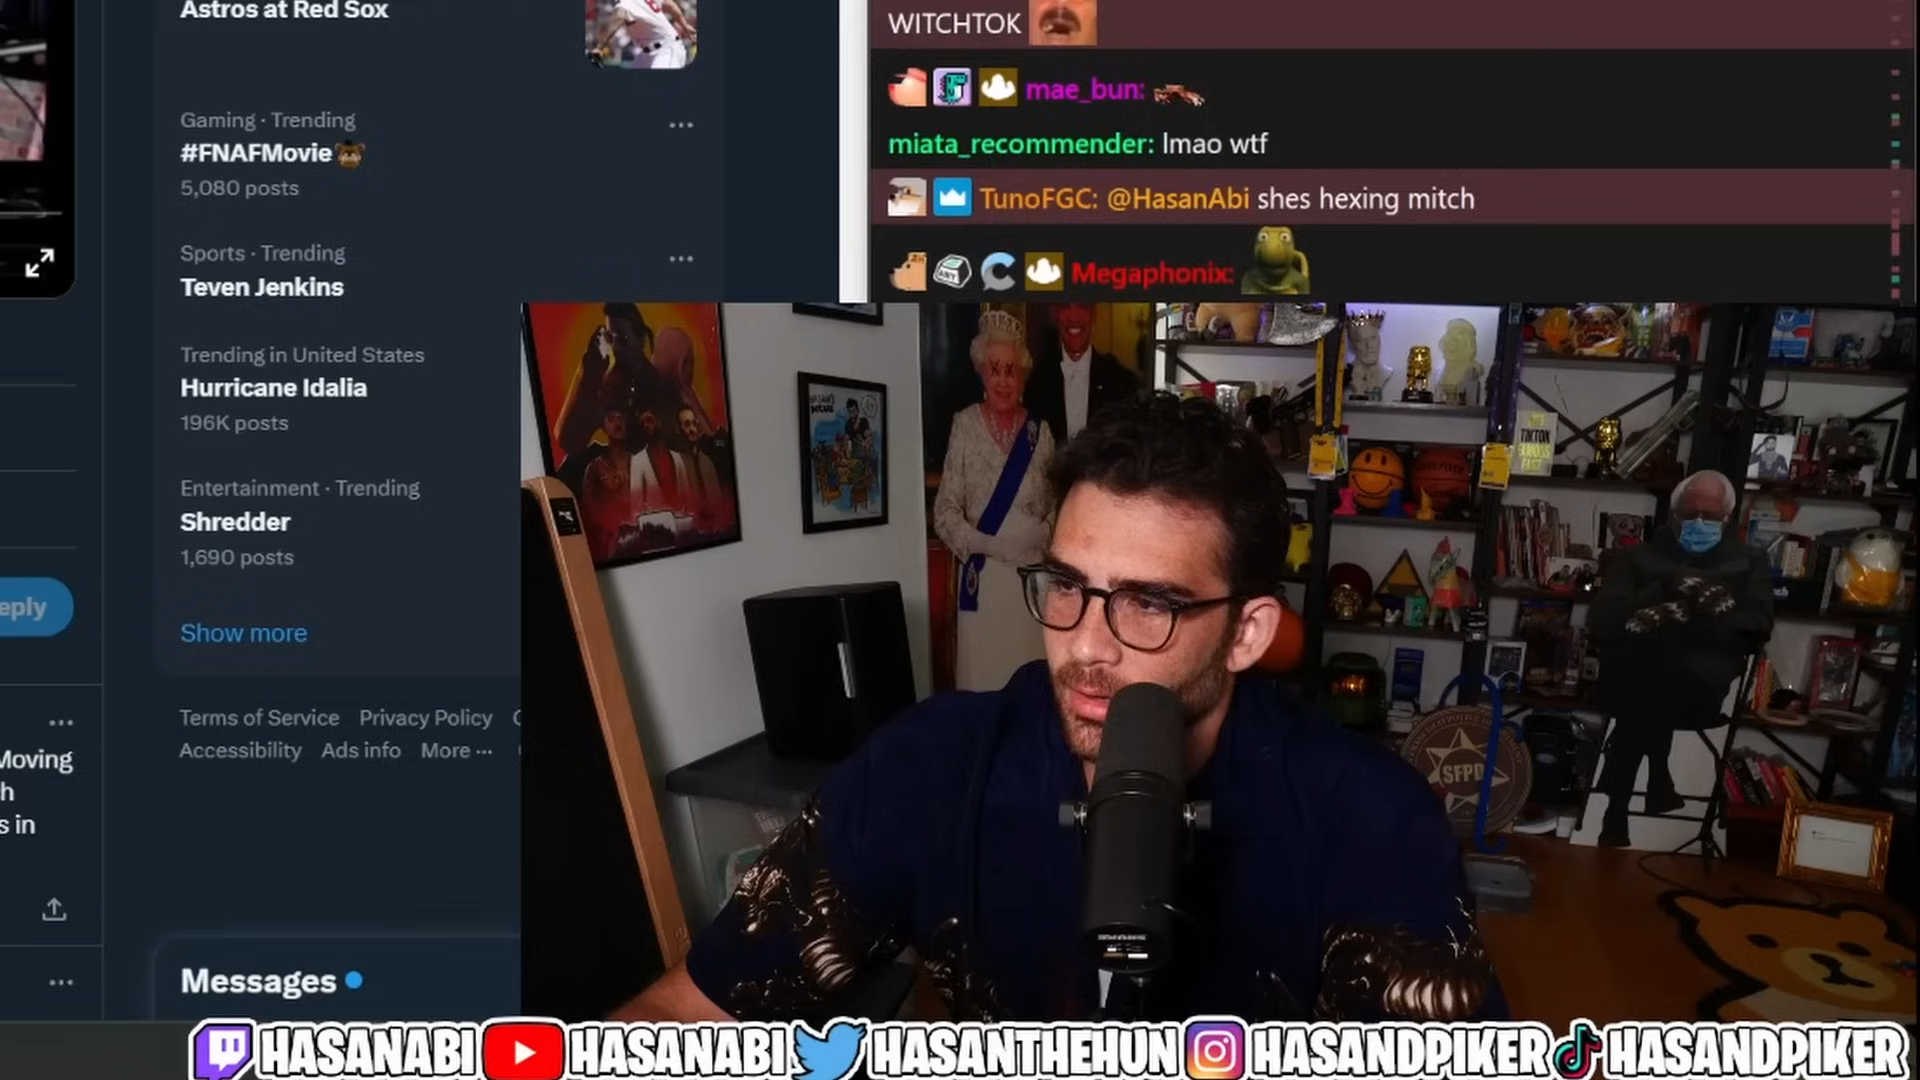 Astros at Red Sox
Gaming · Trending
#FNAFMovie
5,080 posts
Sports · Trending
Teven Jenkins
Trending in United States
Hurricane Idalia
196K posts
Entertainment · Trending
Shredder
1,690 posts
Show more
Terms of Service Privacy Policy
Accessibility Ads info More ...
Messages
eply
Moving
h
s in
WITCHTOK
mae_bun:
miata_recommender: lmao wtf
TunoFGC: @HasanAbi shes hexing mitch
Megaphonix:
TIKTOK
FAST
SFPD
HASANABI HASANABI HASANTHEHUN HASANDPIKER HASANDPIKER